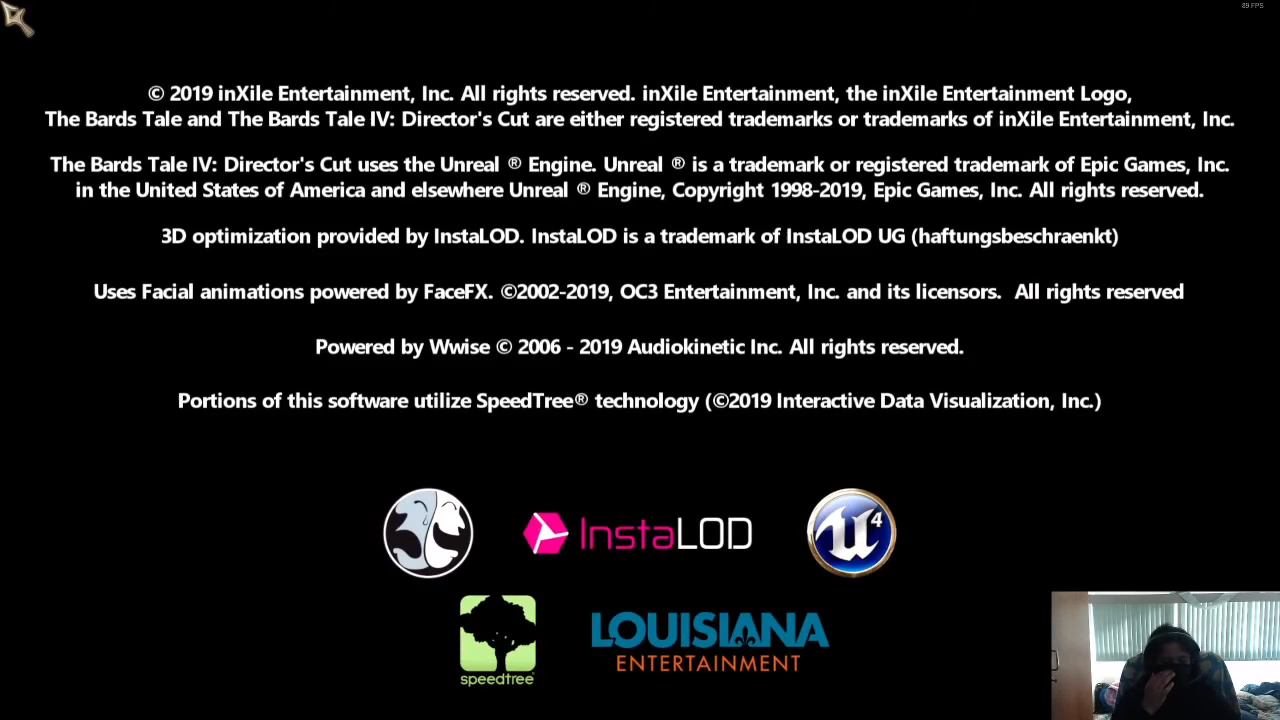 89 FPS
© 2019 inXile Entertainment, Inc. All rights reserved. inXile Entertainment, the inXile Entertainment Logo,
The Bards Tale and The Bards Tale IV: Director's Cut are either registered trademarks or trademarks of inXile Entertainment, Inc.
The Bards Tale IV: Director's Cut uses the Unreal ® Engine. Unreal ® is a trademark or registered trademark of Epic Games, Inc.
in the United States of America and elsewhere Unreal ® Engine, Copyright 1998-2019, Epic Games, Inc. All rights reserved.
3D optimization provided by InstaLOD. InstaLOD is a trademark of InstaLOD UG (haftungsbeschraenkt)
Uses Facial animations powered by FaceFX. ©2002-2019, OC3 Entertainment, Inc. and its licensors.  All rights reserved
Powered by Wwise © 2006 - 2019 Audiokinetic Inc. All rights reserved.
Portions of this software utilize SpeedTree® technology (©2019 Interactive Data Visualization, Inc.)
InstaLOD
U4
speedtree
LOUISIANA
ENTERTAINMENT